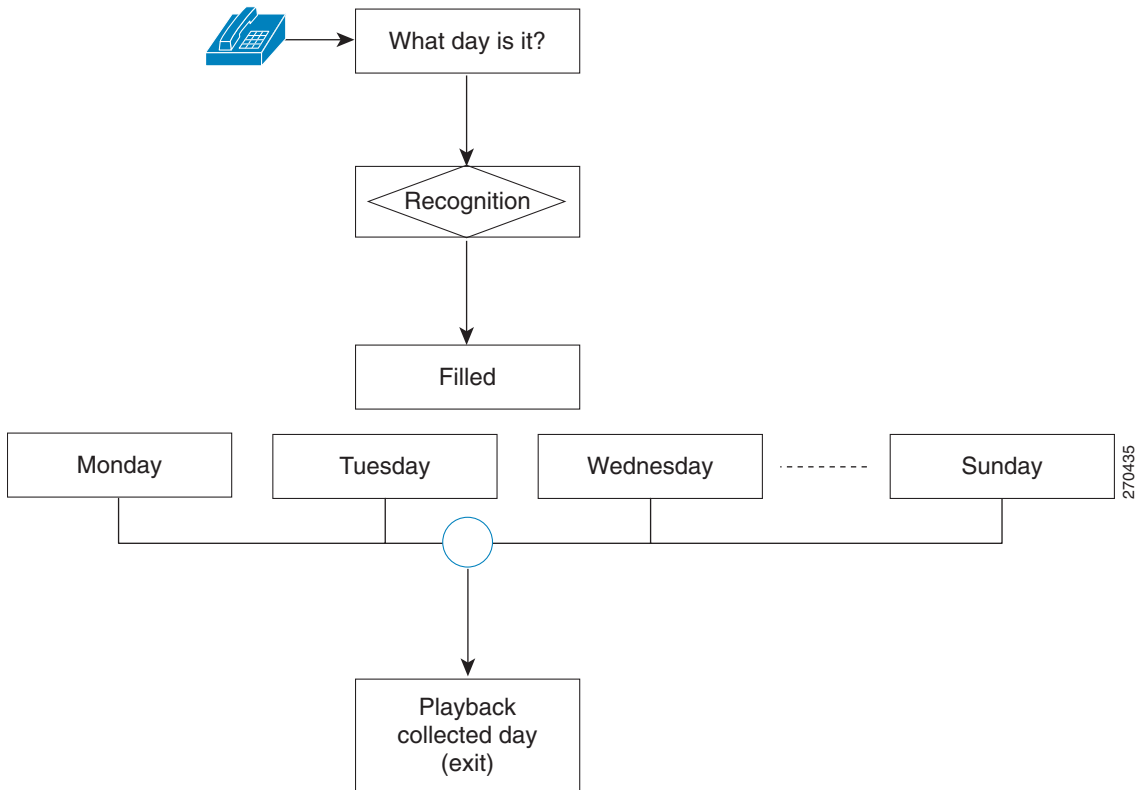 What day is it?
Recognition
Filled
Monday
Tuesday
Wednesday
Sunday
270435
Playback
collected day
(exit)